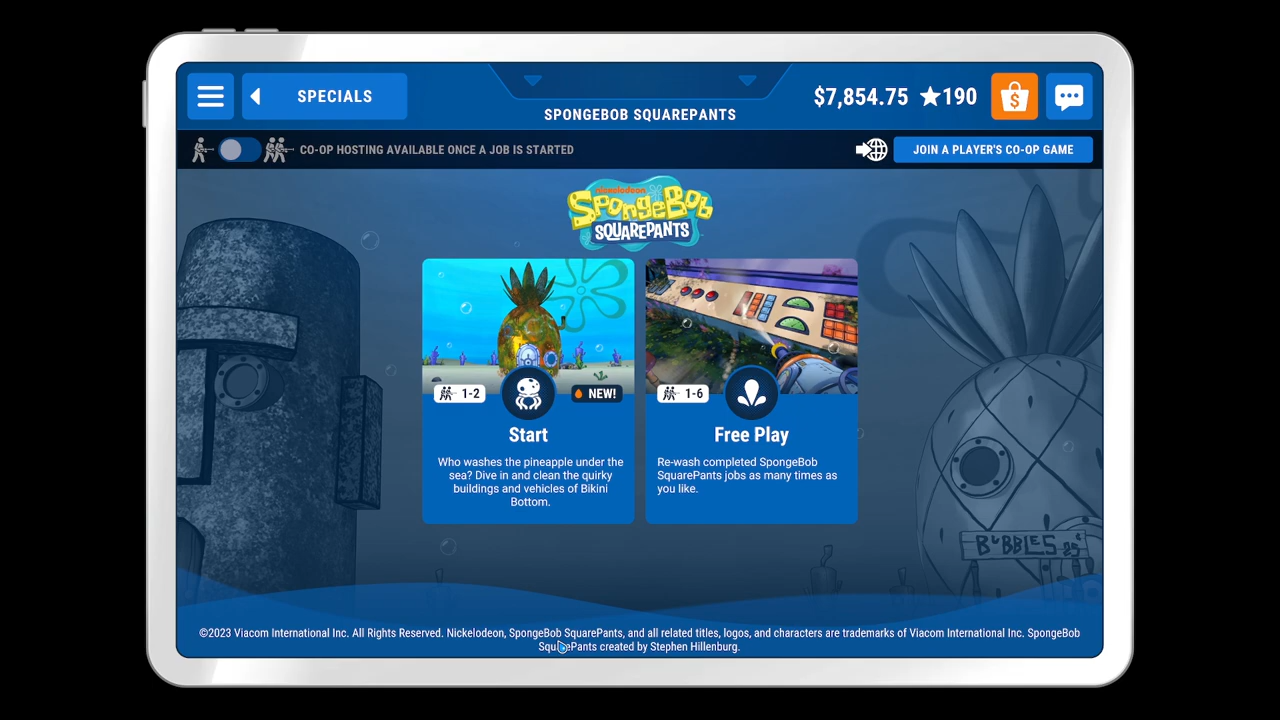 SPECIALS
SPONGEBOB SQUAREPANTS
$7,854.75 ★190
CO-OP HOSTING AVAILABLE ONCE A JOB IS STARTED
JOIN A PLAYER'S CO-OP GAME
nickelodeon
SpongeBob
SQUAREPANTS
1-2
NEW!
Start
Who washes the pineapple under the
sea? Dive in and clean the quirky
buildings and vehicles of Bikini
Bottom.
1-6
Free Play
Re-wash completed SpongeBob
SquarePants jobs as many times as
you like.
BUBBLES 25¢
©2023 Viacom International Inc. All Rights Reserved. Nickelodeon, SpongeBob SquarePants, and all related titles, logos, and characters are trademarks of Viacom International Inc. SpongeBob
SquarePants created by Stephen Hillenburg.